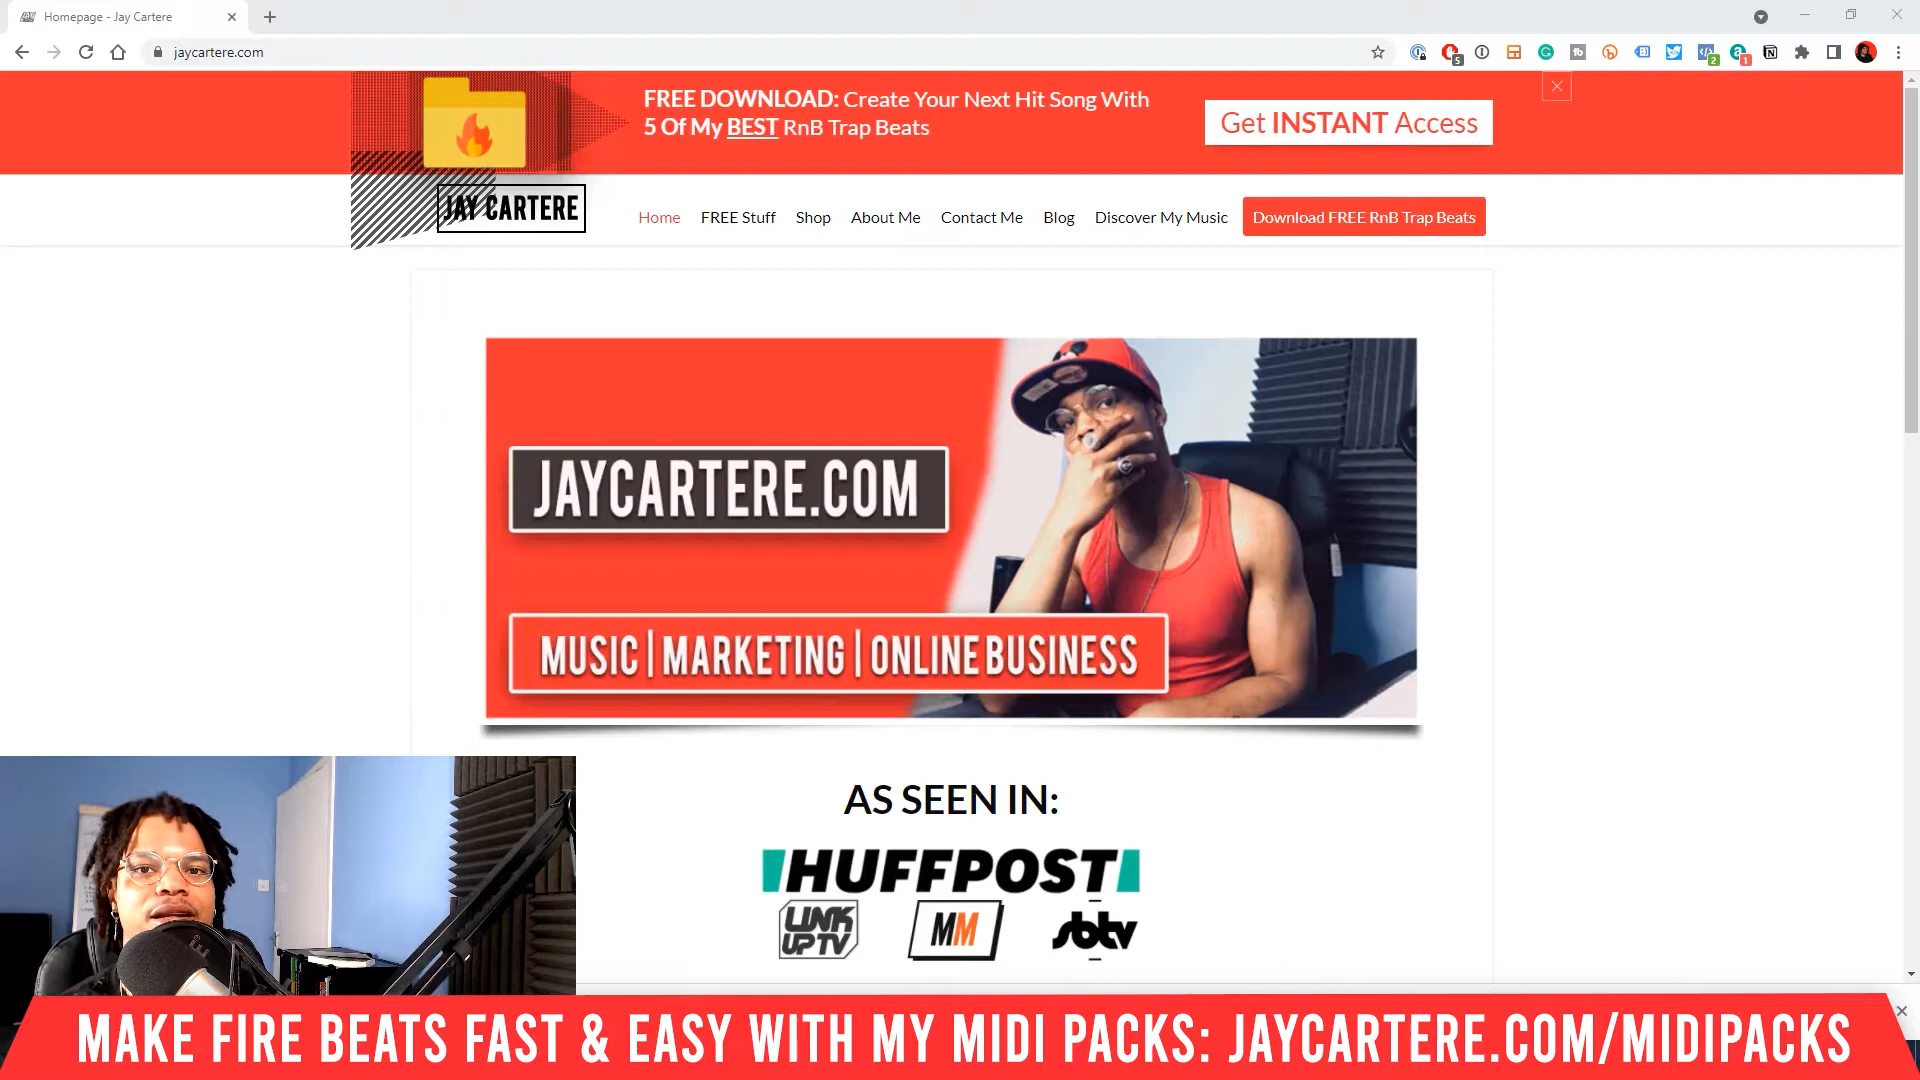 Homepage - Jay Cartere
jaycartere.com
5
2
1
FREE DOWNLOAD: Create Your Next Hit Song With
5 Of My BEST RnB Trap Beats
Get INSTANT Access
JAY CARTERE
Home
FREE Stuff
Shop
About Me
Contact Me
Blog
Discover My Music
Download FREE RnB Trap Beats
JAYCARTERE.COM
MUSIC | MARKETING | ONLINE BUSINESS
AS SEEN IN:
HUFFPOST
LINK
UP TV
MM
sbtv
MAKE FIRE BEATS FAST & EASY WITH MY MIDI PACKS: JAYCARTERE.COM/MIDIPACKS